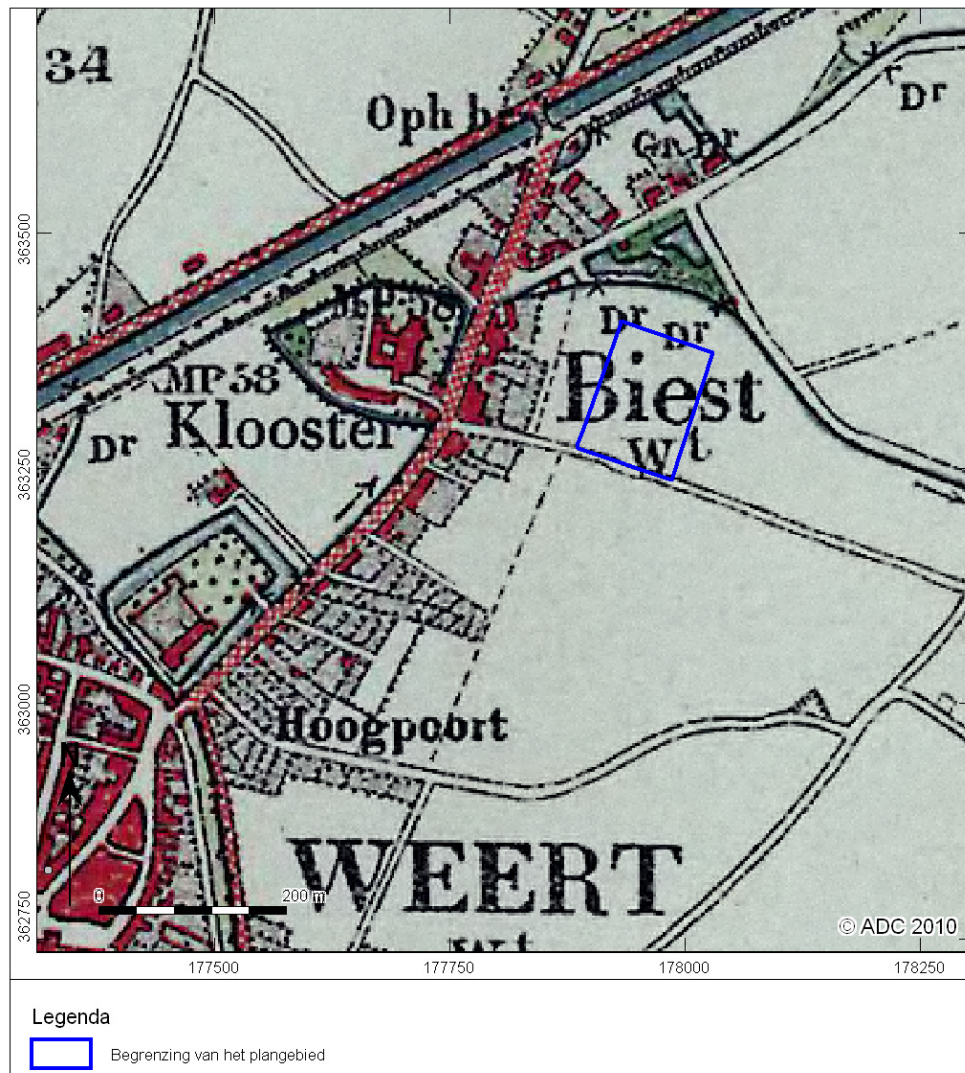 34
Oph br
Dr
Gr. Dr
363500
MP. 58
Dr Dr
MP 58
Biest
Klooster
Dr
Wt
363250
363000
Hoogpoort
WEERT
0 200 m
362750
© ADC 2010
177500 177750 178000 178250
Legenda
Begrenzing van het plangebied